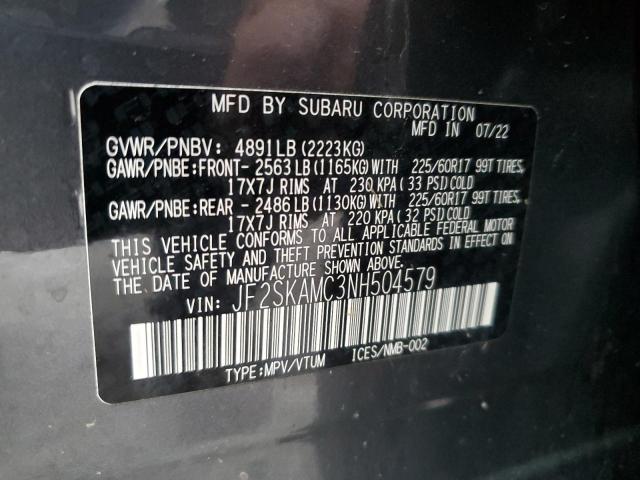 MFD BY SUBARU CORPORATION
MFD IN 07/22
GVWR/PNBV: 4891LB (2223KG)
GAWR/PNBE:FRONT- 2563 LB (1165KG) WITH 225/60R17 99T TIRES,
17X7J RIMS AT 230 KPA ( 33 PSI) COLD
GAWR/PNBE:REAR - 2486 LB (1130KG) WITH 225/60R17 99T TIRES,
17X7J RIMS AT 220 KPA ( 32 PSI) COLD
THIS VEHICLE CONFORMS TO ALL APPLICABLE FEDERAL MOTOR
VEHICLE SAFETY AND THEFT PREVENTION STANDARDS IN EFFECT ON
THE DATE OF MANUFACTURE SHOWN ABOVE.
VIN: JF2SKAMC3NH504579
TYPE:MPV/VTUM ICES/NMB-002